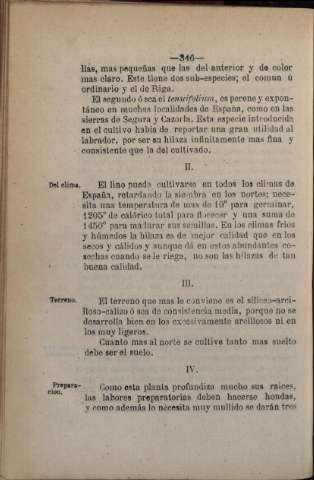 —346—
llas, mas pequeñas que las del anterior y de color
mas claro. Este tiene dos sub-especies; el comun ú
ordinario y el de Riga.
El segundo ó sea el tenuifolium, es perene y expon-
táneo en muchas localidades de España, como en las
sierras de Segura y Cazorla. Esta especie introducida
en el cultivo habia de reportar una gran utilidad al
labrador, por ser su hilaza infinitamente mas fina y
consistente que la del cultivado.
II.
Del clima. El lino puede cultivarse en todos los climas de
España, retardando la siembra en los nortes; nece-
sita una temperatura de mas de 10° para germinar,
1205° de calórico total para florecer y una suma de
1450° para madurar sus semillas. En los climas frios
y húmedos la hilaza es de mejor calidad que en los
secos y cálidos y aunque dá en estos abundantes co-
sechas cuando se le riega, no son las hilazas de tan
buena calidad.
III.
Terreno. El terreno que mas le conviene es el silíceo-arci-
lloso-calizo ó sea de consistencia media, porque no se
desarrolla bien en los excesivamente arcillosos ni en
los muy ligeros.
Cuanto mas al norte se cultive tanto mas suelto
debe ser el suelo.
IV.
Prepara-
cion. Como esta planta profundiza mucho sus raices,
las labores preparatorias deben hacerse hondas,
y como además lo necesita muy mullido se darán tres